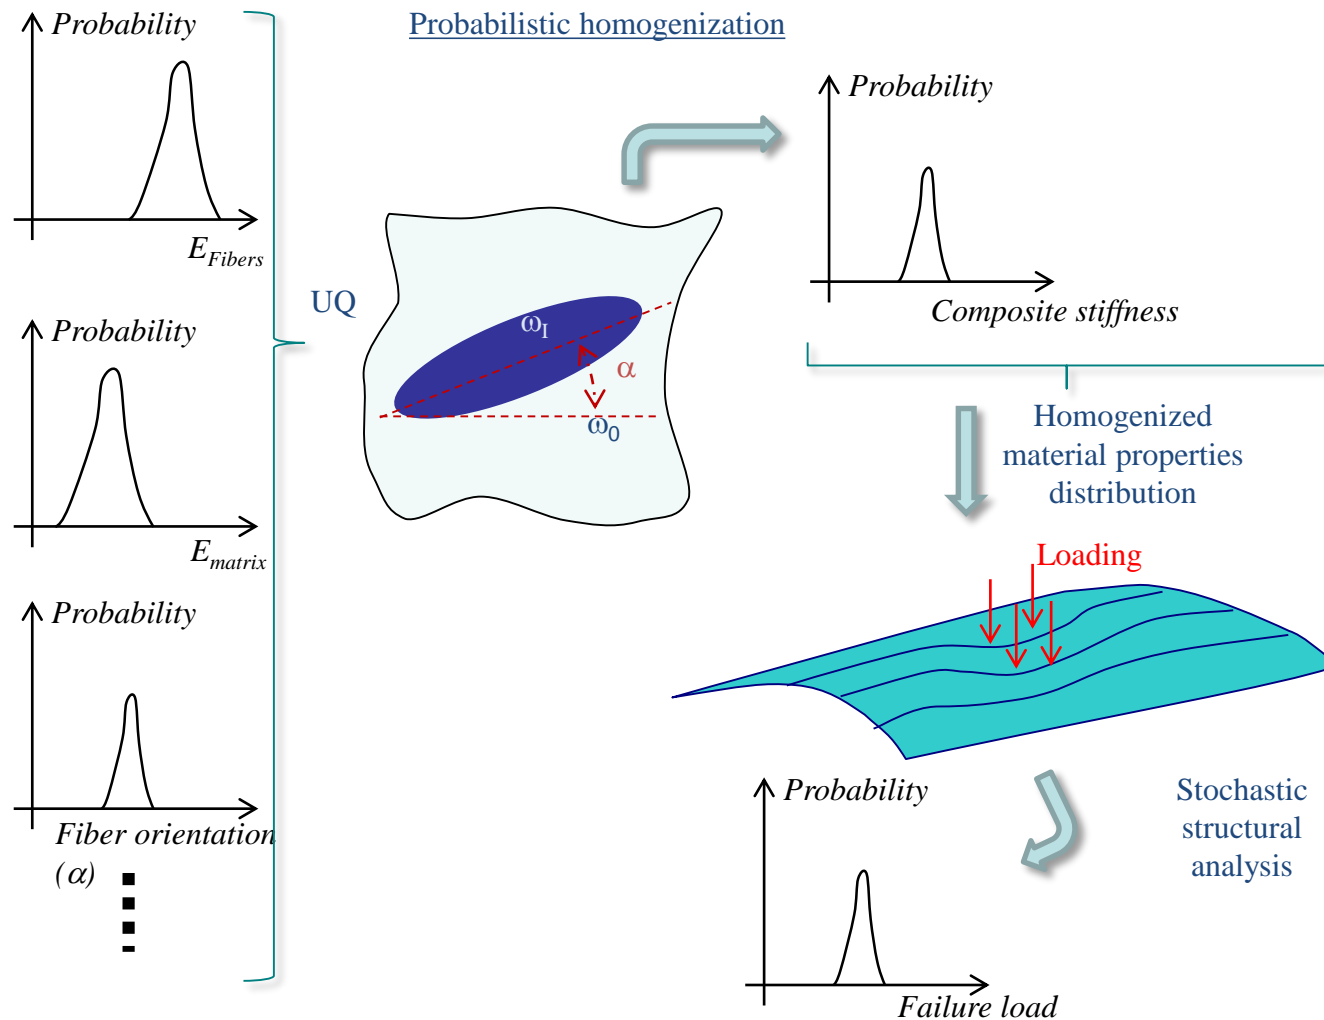 Probabilistic homogenization
Probability
E_Fibers
Probability
E_matrix
Probability
Fiber orientation
(α)
UQ
ω_I
α
ω_0
Probability
Composite stiffness
Homogenized
material properties
distribution
Loading
Stochastic
structural
analysis
Probability
Failure load